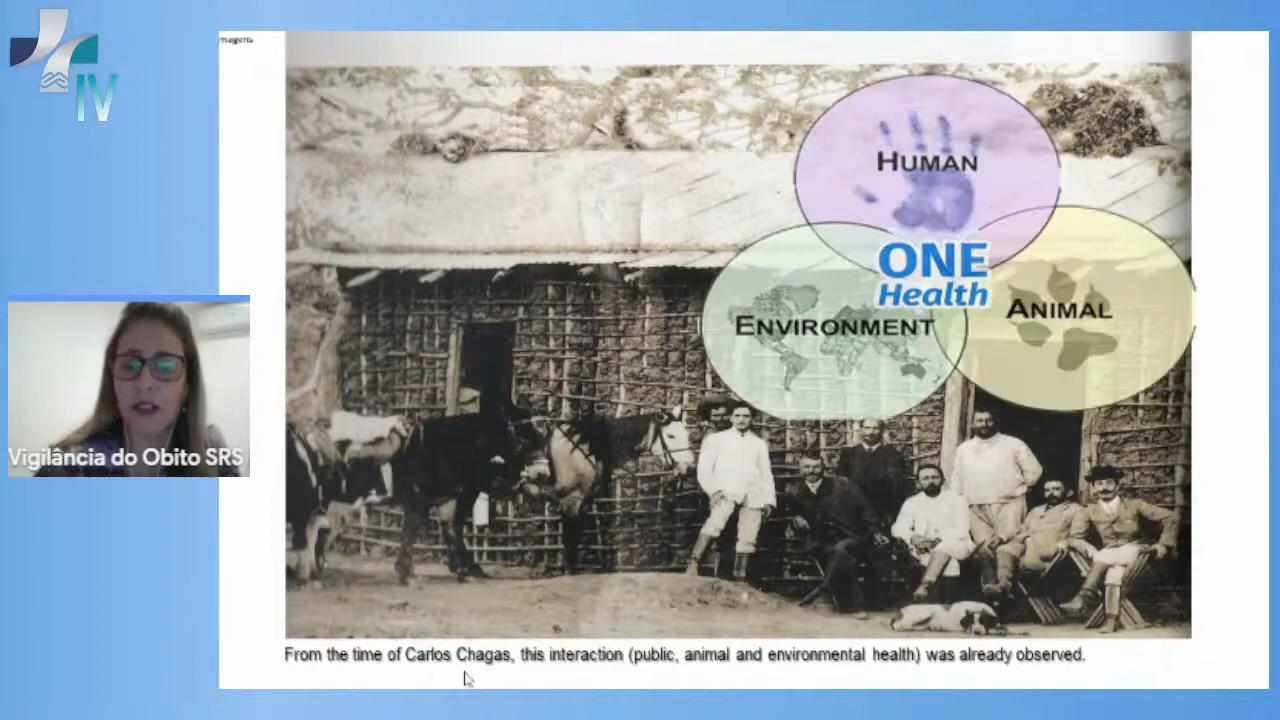 IV
HUMAN
ONE
Health
ANIMAL
ENVIRONMENT
Vigilância do Obito SRS
From the time of Carlos Chagas, this interaction (public, animal and environmental health) was already observed.